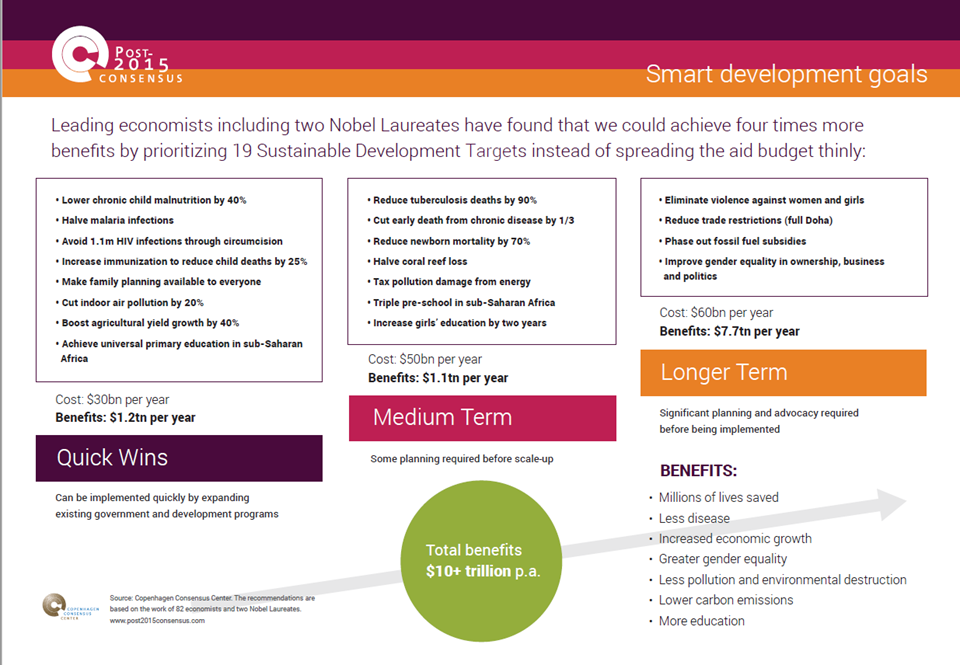 POST-
2015
CONSENSUS
Smart development goals
Leading economists including two Nobel Laureates have found that we could achieve four times more
benefits by prioritizing 19 Sustainable Development Targets instead of spreading the aid budget thinly:
• Lower chronic child malnutrition by 40%
• Halve malaria infections
• Avoid 1.1m HIV infections through circumcision
• Increase immunization to reduce child deaths by 25%
• Make family planning available to everyone
• Cut indoor air pollution by 20%
• Boost agricultural yield growth by 40%
• Achieve universal primary education in sub-Saharan
Africa
Cost: $30bn per year
Benefits: $1.2tn per year
Quick Wins
Can be implemented quickly by expanding
existing government and development programs
• Reduce tuberculosis deaths by 90%
• Cut early death from chronic disease by 1/3
• Reduce newborn mortality by 70%
• Halve coral reef loss
• Tax pollution damage from energy
• Triple pre-school in sub-Saharan Africa
• Increase girls' education by two years
Cost: $50bn per year
Benefits: $1.1tn per year
Medium Term
Some planning required before scale-up
• Eliminate violence against women and girls
• Reduce trade restrictions (full Doha)
• Phase out fossil fuel subsidies
• Improve gender equality in ownership, business
and politics
Cost: $60bn per year
Benefits: $7.7tn per year
Longer Term
Significant planning and advocacy required
before being implemented
BENEFITS:
• Millions of lives saved
• Less disease
• Increased economic growth
• Greater gender equality
• Less pollution and environmental destruction
• Lower carbon emissions
• More education
Total benefits
$10+ trillion p.a.
COPENHAGEN
CONSENSUS
CENTER
Source: Copenhagen Consensus Center. The recommendations are
based on the work of 82 economists and two Nobel Laureates.
www.post2015consensus.com